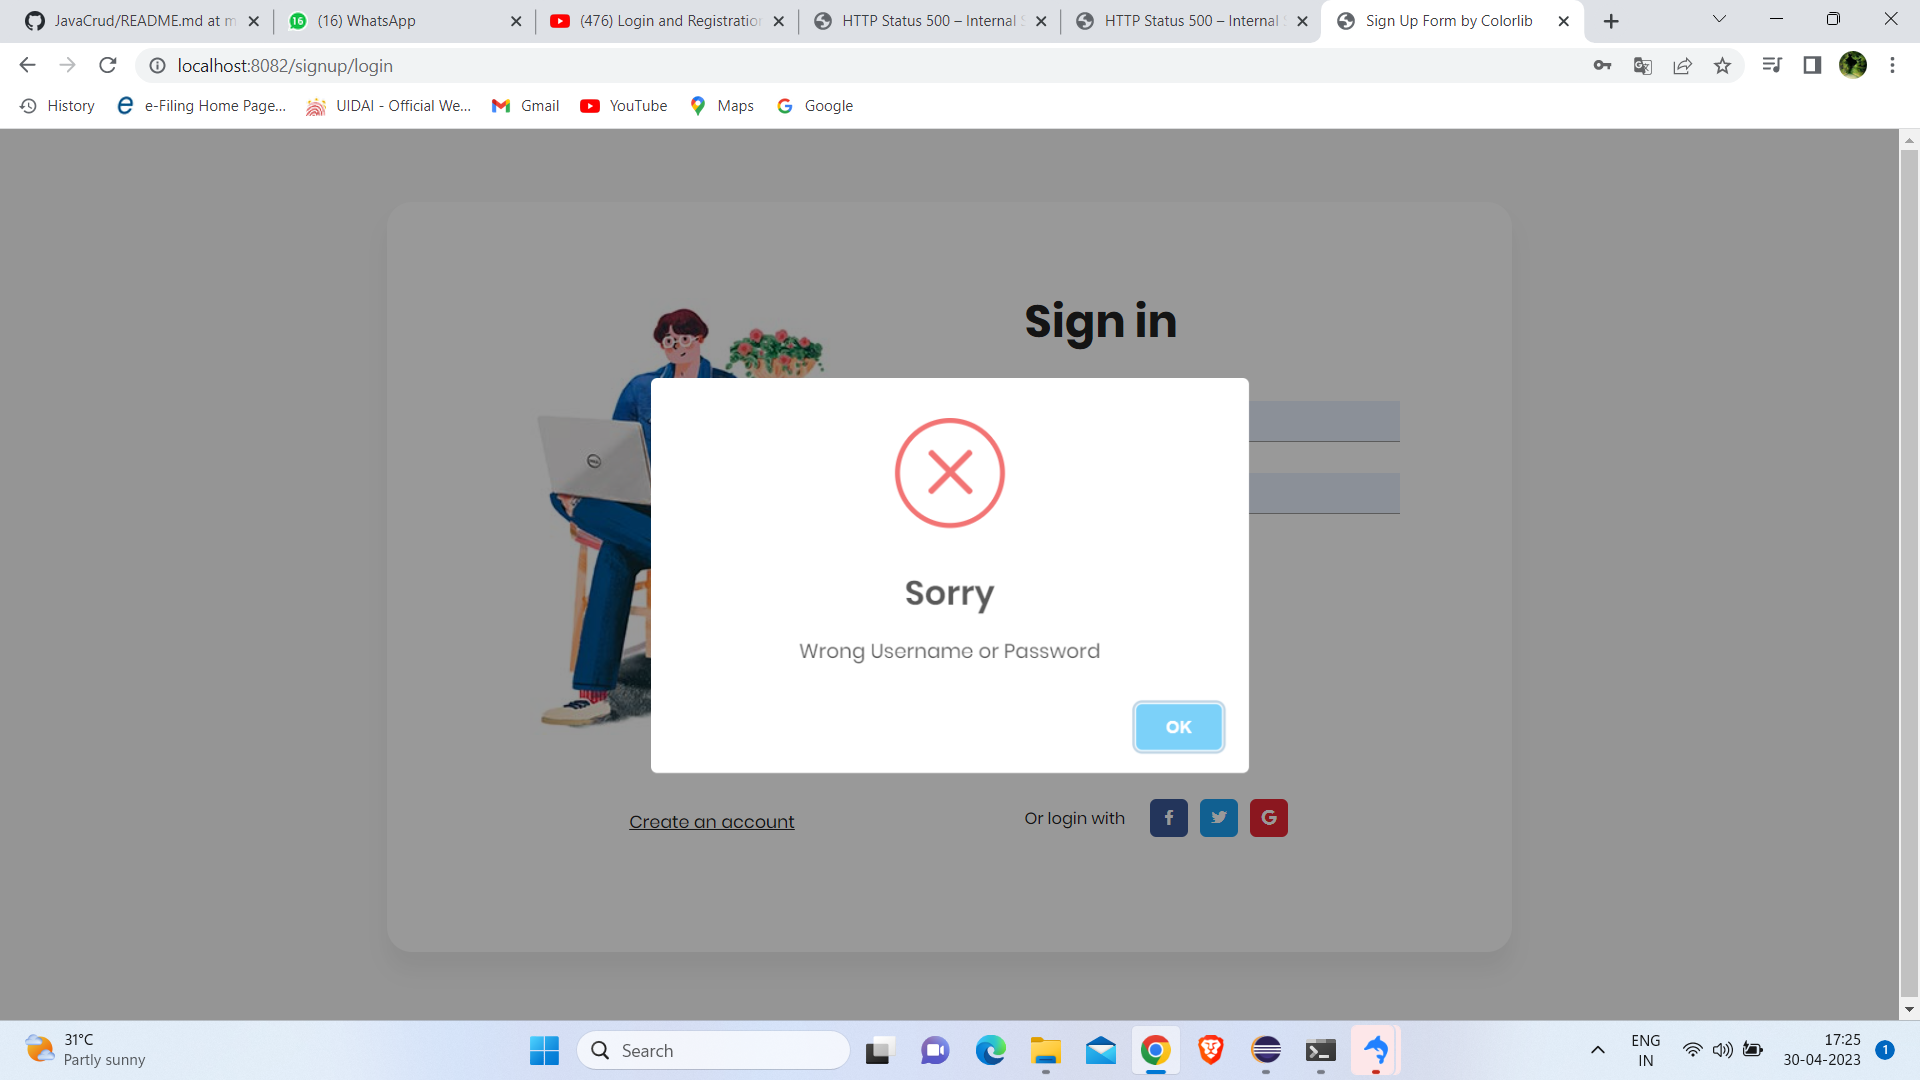 JavaCrud/README.md at m
(16) WhatsApp
(476) Login and Registration
HTTP Status 500 – Internal S
HTTP Status 500 – Internal S
Sign Up Form by Colorlib
localhost:8082/signup/login
History
e-Filing Home Page...
UIDAI - Official We...
Gmail
YouTube
Maps
Google
Sign in
Sorry
Wrong Username or Password
OK
Create an account
Or login with
31°C
Partly sunny
Search
ENG
IN
17:25
30-04-2023
1